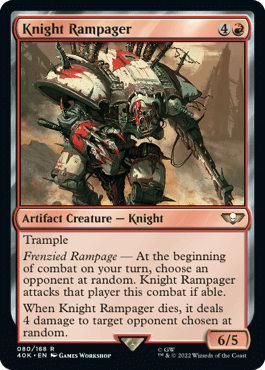 Knight Rampager 4
Artifact Creature — Knight
Trample
Frenzied Rampage — At the beginning
of combat on your turn, choose an
opponent at random. Knight Rampager
attacks that player this combat if able.
When Knight Rampager dies, it deals
4 damage to target opponent chosen at
random.
6/5
080/168 R
40K • EN GAMES WORKSHOP
© GW
™ & © 2022 Wizards of the Coast